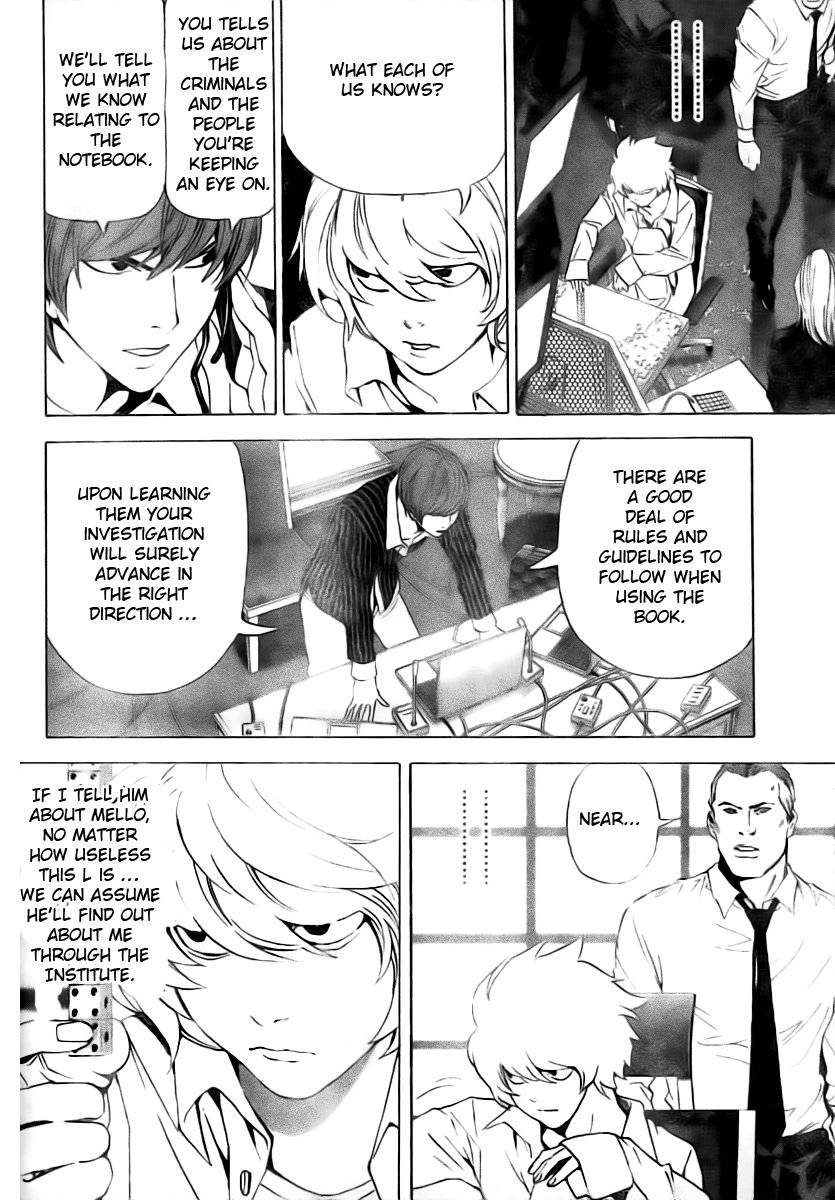 WHAT EACH OF
US KNOWS?
YOU TELLS
US ABOUT
THE
CRIMINALS
AND THE
PEOPLE
YOU'RE
KEEPING
AN EYE ON.
WE'LL TELL
YOU WHAT
WE KNOW
RELATING TO
THE
NOTEBOOK.
THERE ARE
A GOOD
DEAL OF
RULES AND
GUIDELINES TO
FOLLOW WHEN
USING THE
BOOK.
UPON LEARNING
THEM YOUR
INVESTIGATION
WILL SURELY
ADVANCE IN
THE RIGHT
DIRECTION ...
NEAR...
IF I TELL HIM
ABOUT MELLO,
NO MATTER
HOW USELESS
THIS L IS ...
WE CAN ASSUME
HE'LL FIND OUT
ABOUT ME
THROUGH THE
INSTITUTE.